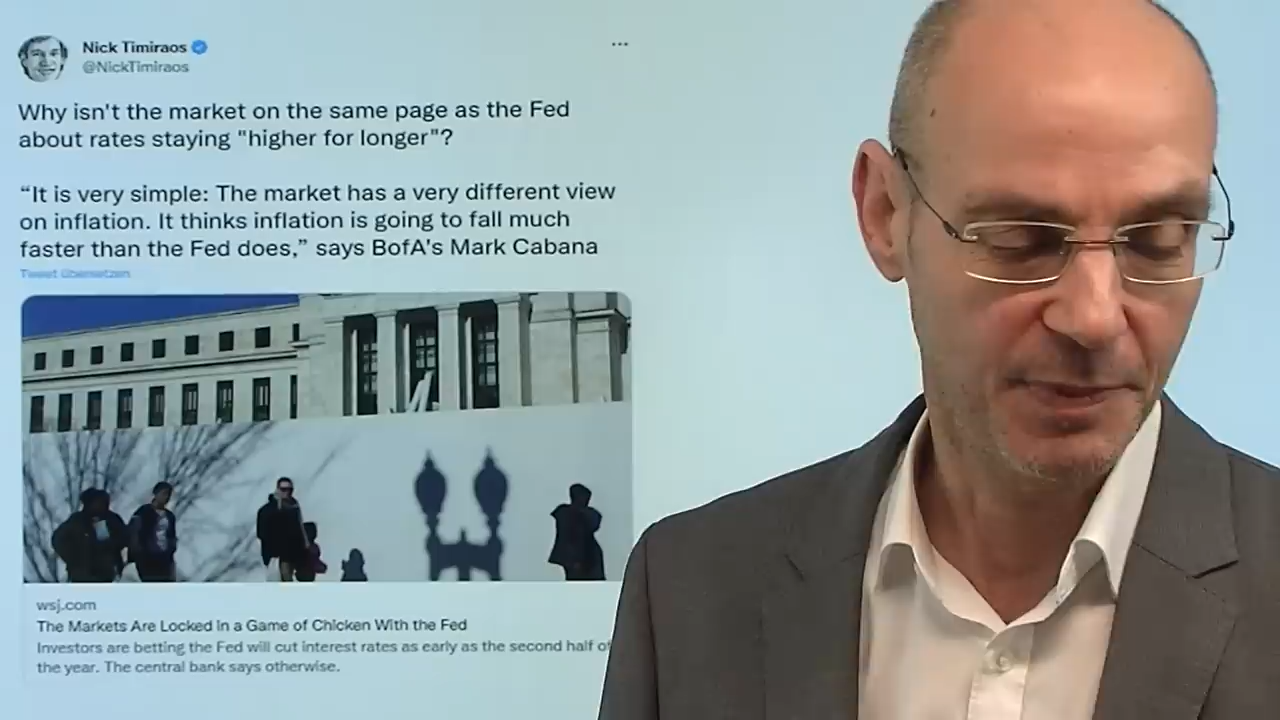 Nick Timiraos
@NickTimiraos
Why isn't the market on the same page as the Fed
about rates staying "higher for longer"?
“It is very simple: The market has a very different view
on inflation. It thinks inflation is going to fall much
faster than the Fed does,” says BofA's Mark Cabana
Tweet übersetzen
wsj.com
The Markets Are Locked in a Game of Chicken With the Fed
Investors are betting the Fed will cut interest rates as early as the second half of
the year. The central bank says otherwise.